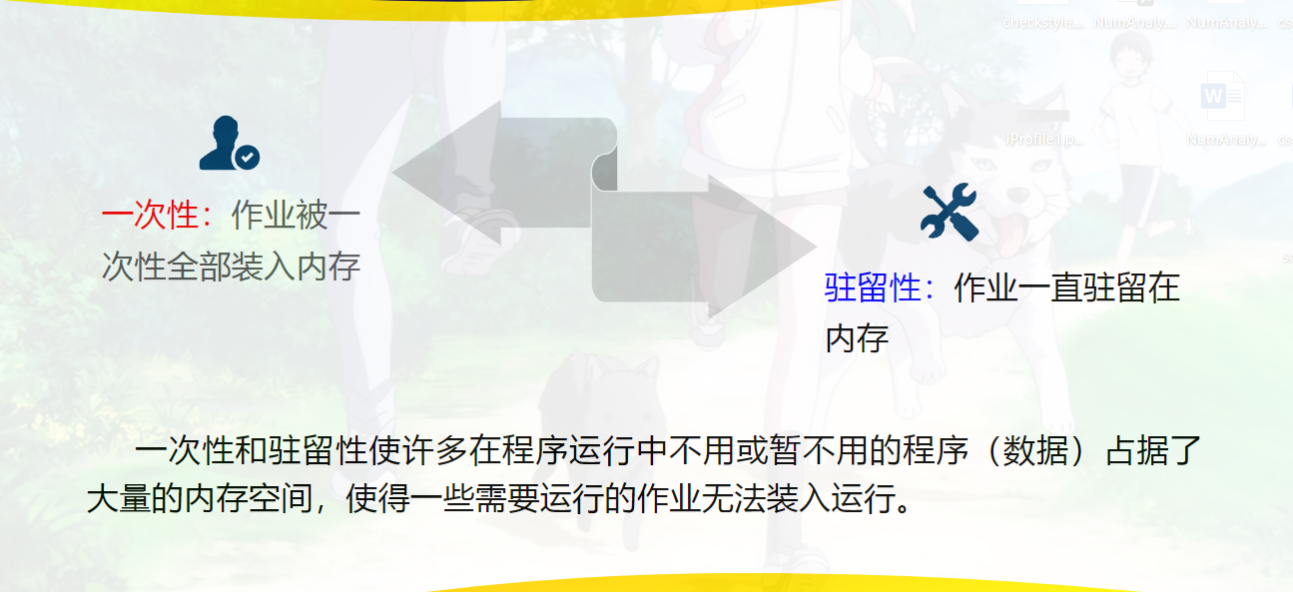 checkstyle... NumAnaly... NumAnaly...
NumAnaly...
一次性：作业被一
次性全部装入内存
驻留性：作业一直驻留在
内存
一次性和驻留性使许多在程序运行中不用或暂不用的程序（数据）占据了
大量的内存空间，使得一些需要运行的作业无法装入运行。